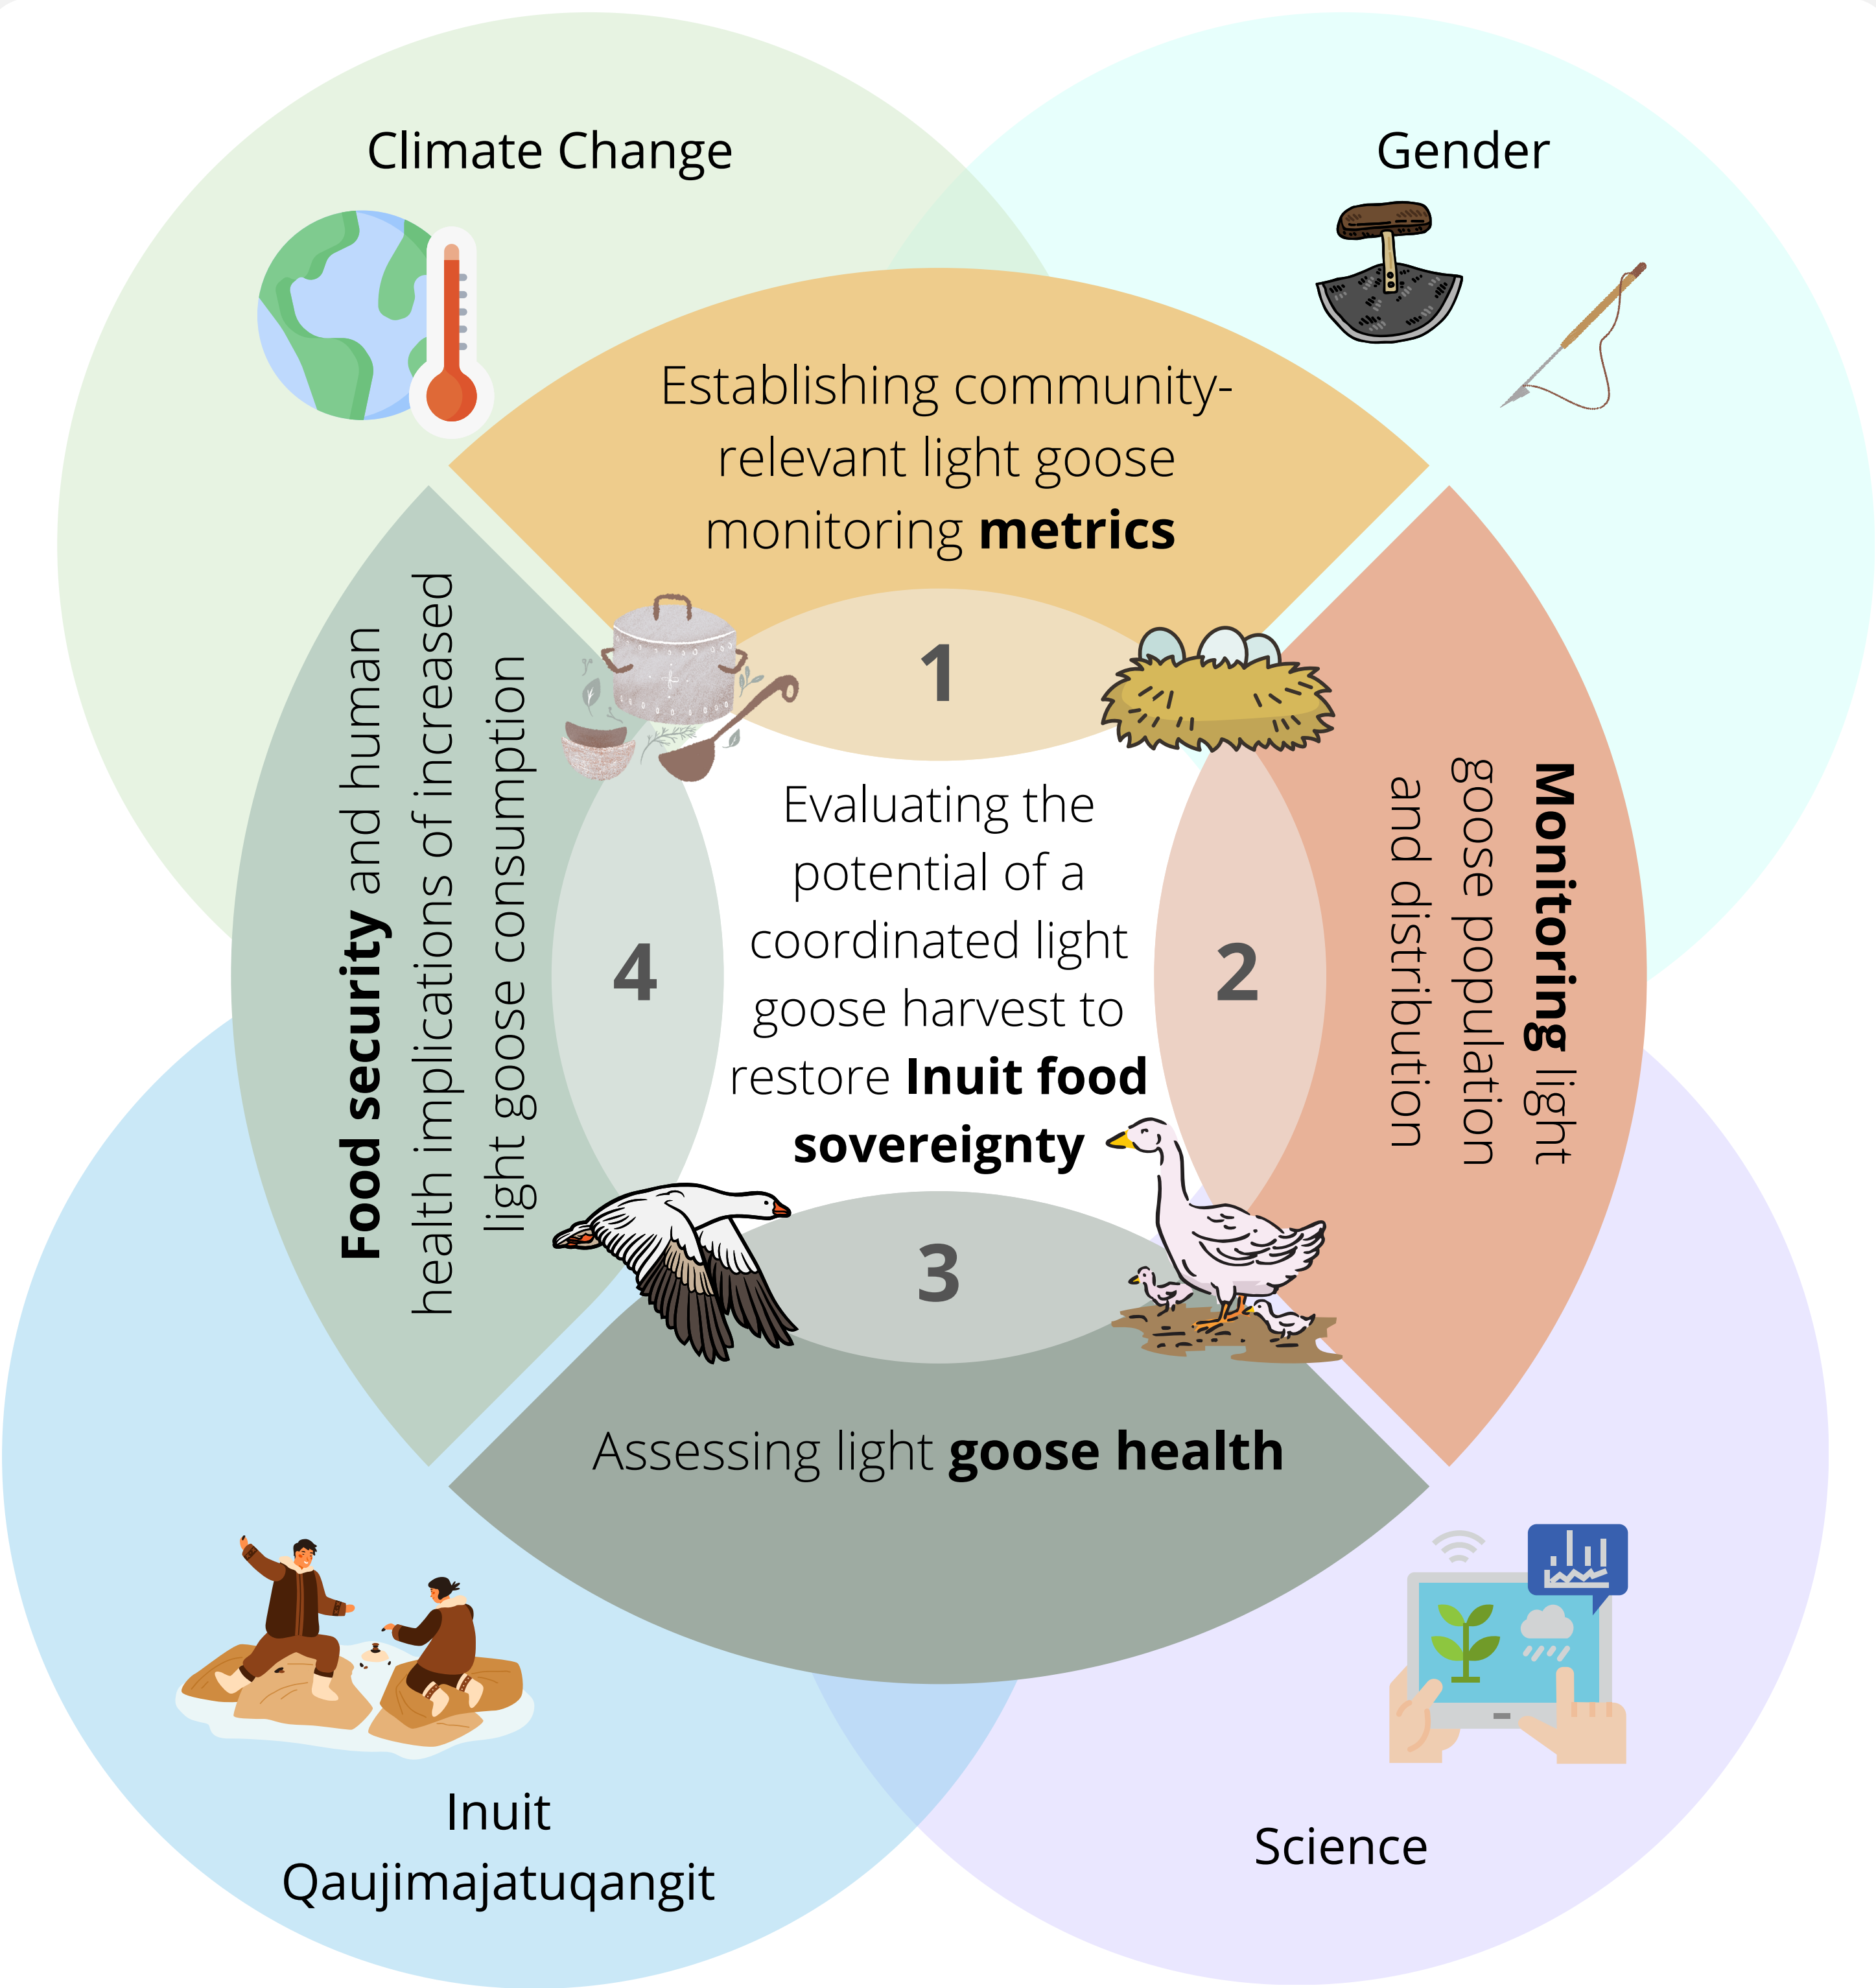 Climate Change
Gender
Establishing community-
relevant light goose
monitoring metrics
1
Monitoring light
goose population
and distribution
2
Evaluating the
potential of a
coordinated light
goose harvest to
restore Inuit food
sovereignty
3
Assessing light goose health
4
Food security and human
health implications of increased
light goose consumption
Inuit
Qaujimajatuqangit
Science